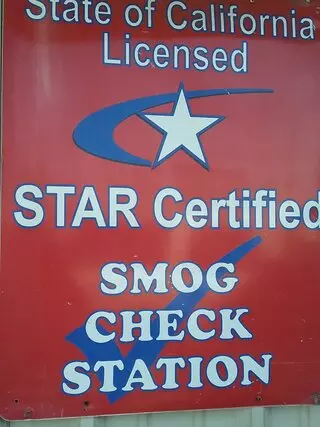 State of California
Licensed
STAR Certified
SMOG
CHECK
STATION